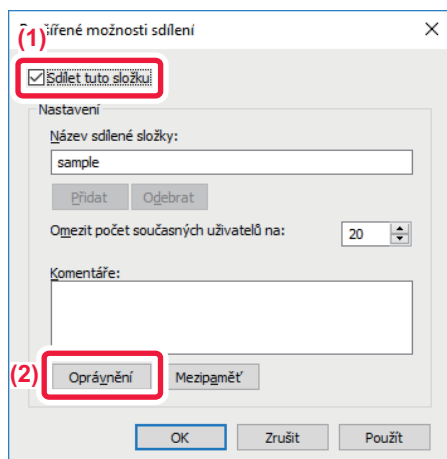 Rozšířené možnosti sdílení
(1)
Sdílet tuto složku
Nastavení
Název sdílené složky:
sample
Přidat Odebrat
Omezit počet současných uživatelů na: 20
Komentáře:
(2) Oprávnění Mezipaměť
OK Zrušit Použít